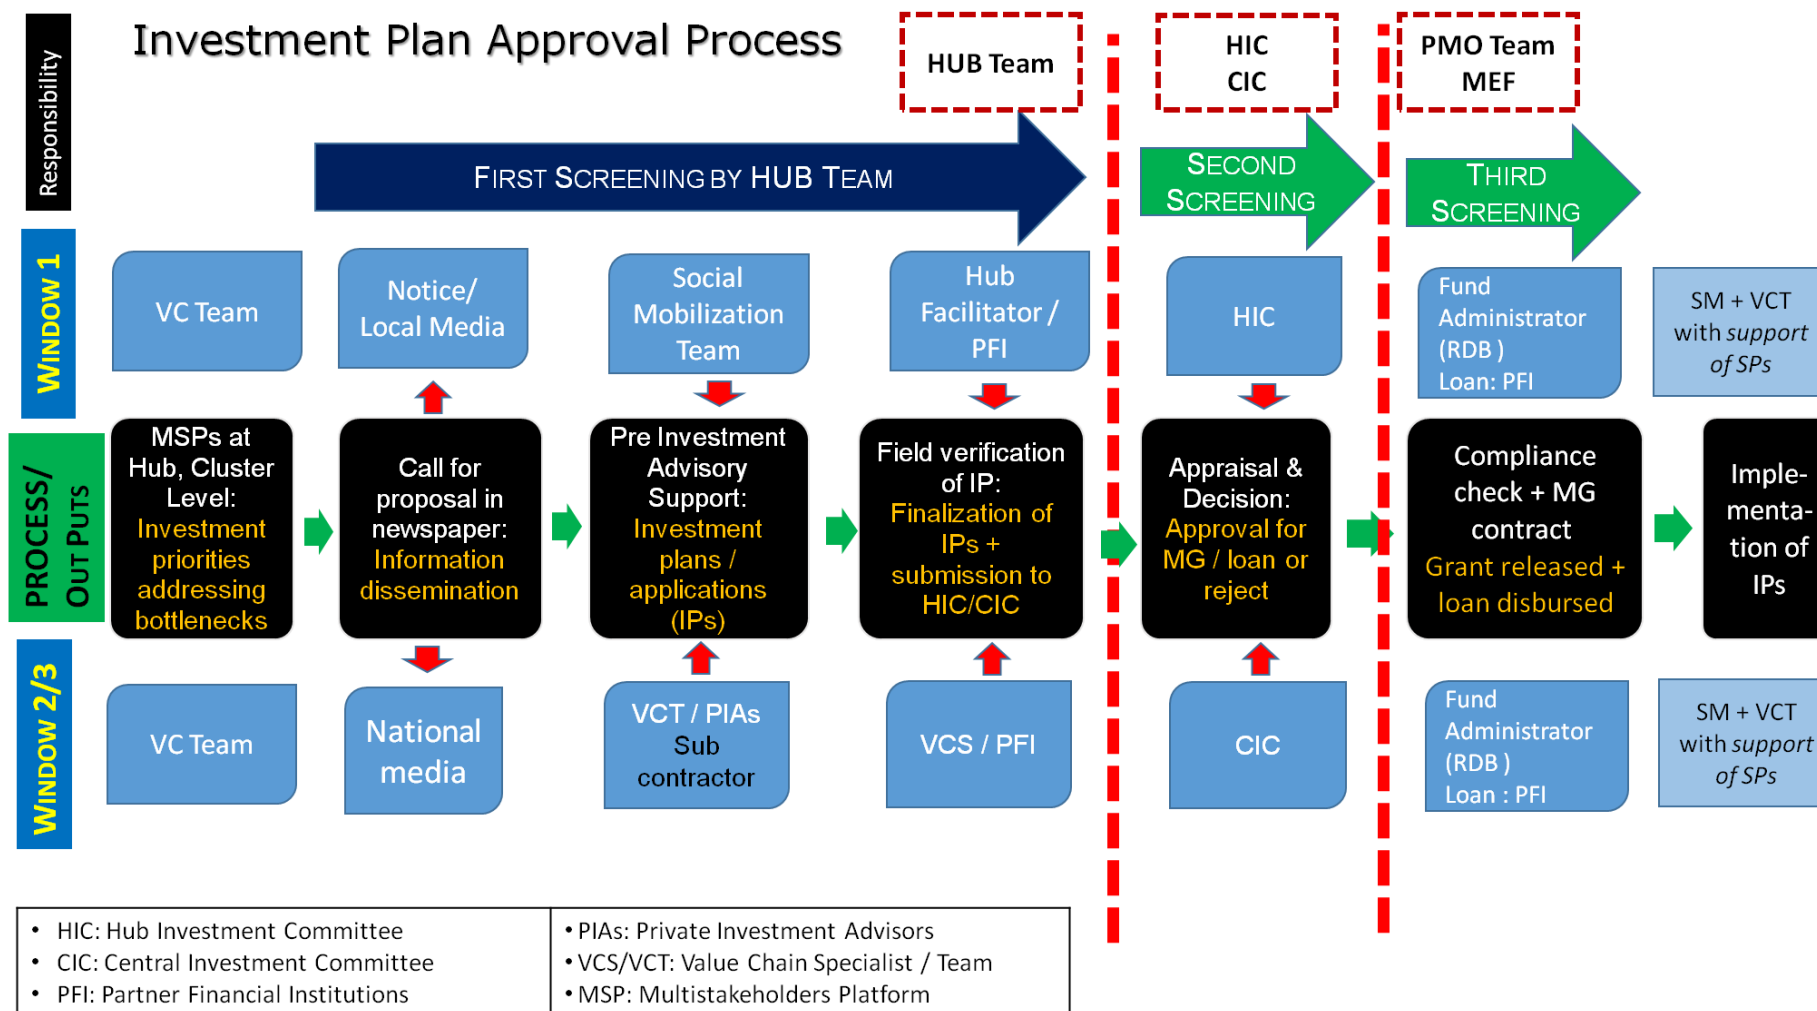 Investment Plan Approval Process
Responsibility
HUB Team
HIC
CIC
PMO Team
MEF
FIRST SCREENING BY HUB TEAM
SECOND
SCREENING
THIRD
SCREENING
WINDOW 1
VC Team
Notice/
Local Media
Social
Mobilization
Team
Hub
Facilitator /
PFI
HIC
Fund
Administrator
(RDB )
Loan: PFI
SM + VCT
with support
of SPs
PROCESS/
OUT PUTS
MSPs at
Hub, Cluster
Level:
Investment
priorities
addressing
bottlenecks
Call for
proposal in
newspaper:
Information
dissemination
Pre Investment
Advisory
Support:
Investment
plans /
applications
(IPs)
Field verification
of IP:
Finalization of
IPs +
submission to
HIC/CIC
Appraisal &
Decision:
Approval for
MG / loan or
reject
Compliance
check + MG
contract
Grant released +
loan disbursed
Imple-
menta-
tion of
IPs
WINDOW 2/3
VC Team
National
media
VCT / PIAs
Sub
contractor
VCS / PFI
CIC
Fund
Administrator
(RDB )
Loan : PFI
SM + VCT
with support
of SPs
• HIC: Hub Investment Committee
• CIC: Central Investment Committee
• PFI: Partner Financial Institutions
• PIAs: Private Investment Advisors
• VCS/VCT: Value Chain Specialist / Team
• MSP: Multistakeholders Platform